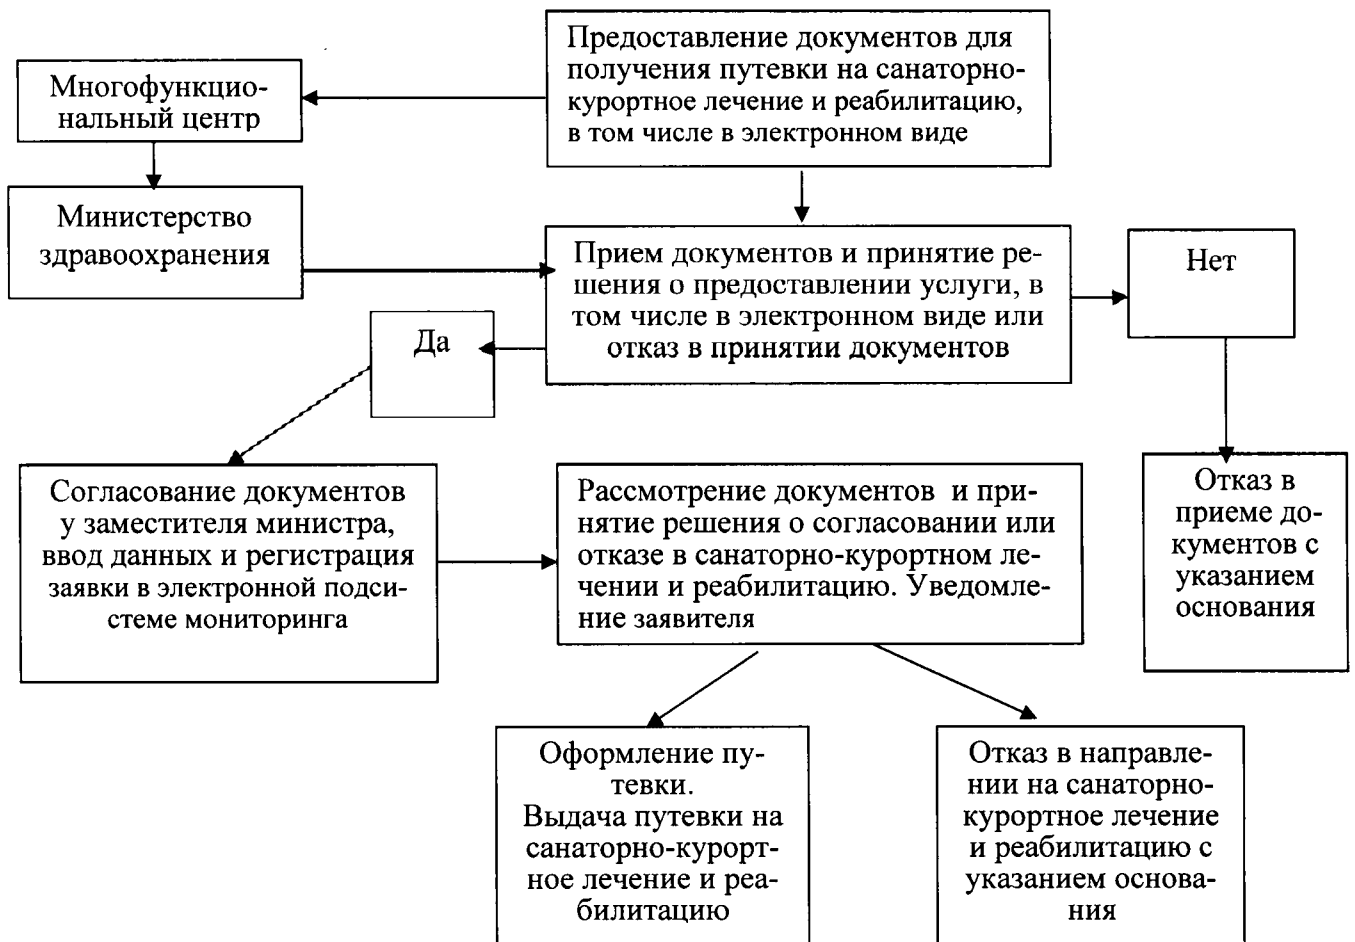 Предоставление документов для
получения путевки на санаторно-
курортное лечение и реабилитацию,
в том числе в электронном виде
Многофункцио-
нальный центр
Министерство
здравоохранения
Прием документов и принятие ре-
шения о предоставлении услуги, в
том числе в электронном виде или
отказ в принятии документов
Нет
Да
Согласование документов
у заместителя министра,
ввод данных и регистрация
заявки в электронной подси-
стеме мониторинга
Рассмотрение документов и при-
нятие решения о согласовании или
отказе в санаторно-курортном ле-
чении и реабилитацию. Уведомле-
ние заявителя
Отказ в
приеме до-
кументов с
указанием
основания
Оформление пу-
тевки.
Выдача путевки на
санаторно-курорт-
ное лечение и реа-
билитацию
Отказ в направле-
нии на санаторно-
курортное лечение
и реабилитацию с
указанием основа-
ния